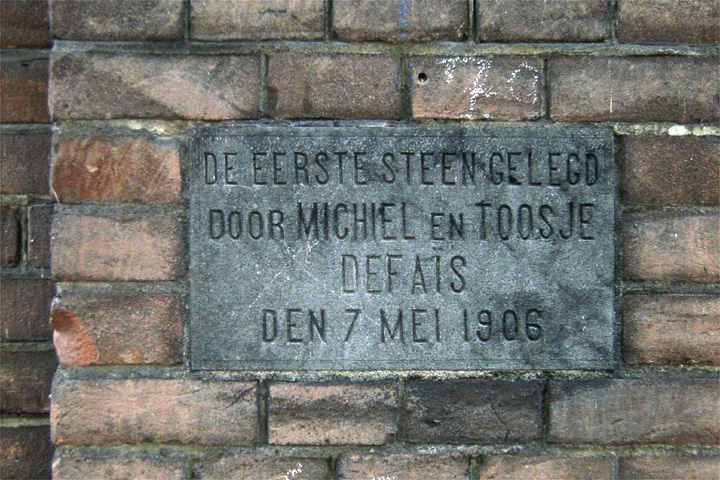 DE EERSTE STEEN GELEGD
DOOR MICHIEL EN TOOSJE
DEFAIS
DEN 7 MEI 1906